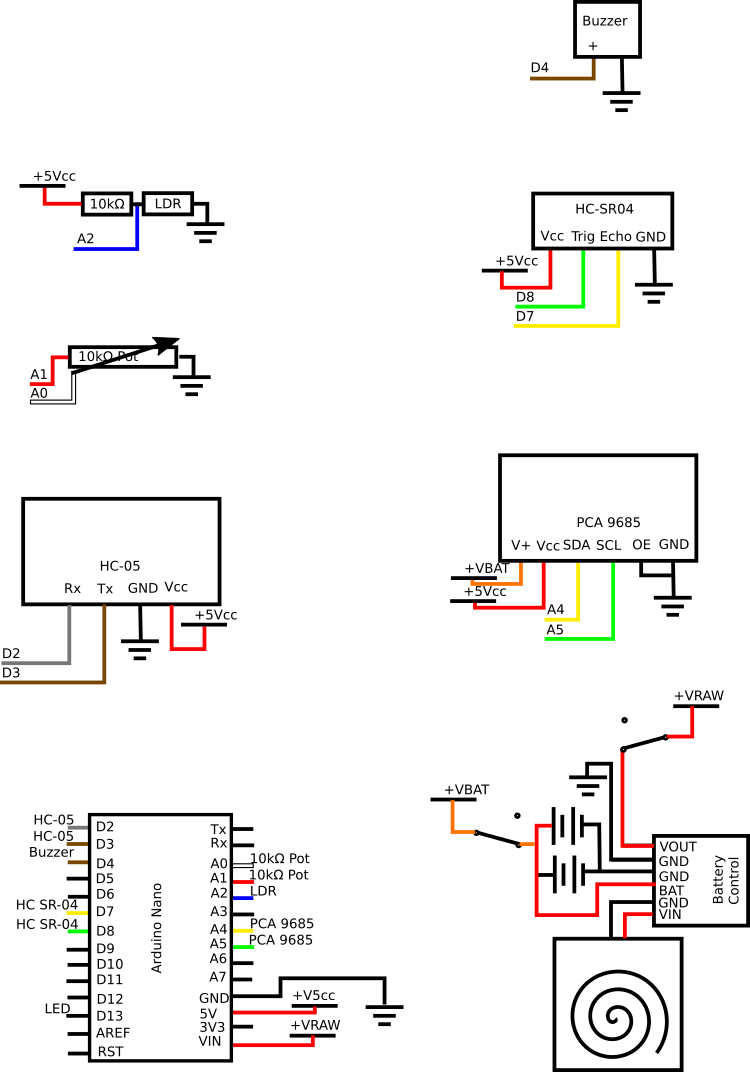 Buzzer
+
D4
+5Vcc
10kΩ LDR
A2
HC-SR04
Vcc Trig Echo GND
+5Vcc
D8
D7
10kΩ Pot
A1
A0
PCA 9685
V+ Vcc SDA SCL OE GND
+VBAT
+5Vcc
A4
A5
HC-05
Rx Tx GND Vcc
+5Vcc
D2
D3
+VRAW
+VBAT
VOUT
GND
GND
BAT
GND
VIN
Battery
Control
Arduino Nano
HC-05 D2
HC-05 D3
Buzzer D4
D5
D6
HC SR-04 D7
HC SR-04 D8
D9
D10
D11
D12
LED D13
AREF
RST
Tx
Rx
A0 10kΩ Pot
A1 10kΩ Pot
A2 LDR
A3
A4 PCA 9685
A5 PCA 9685
A6
A7
GND
5V +V5cc
3V3
VIN +VRAW